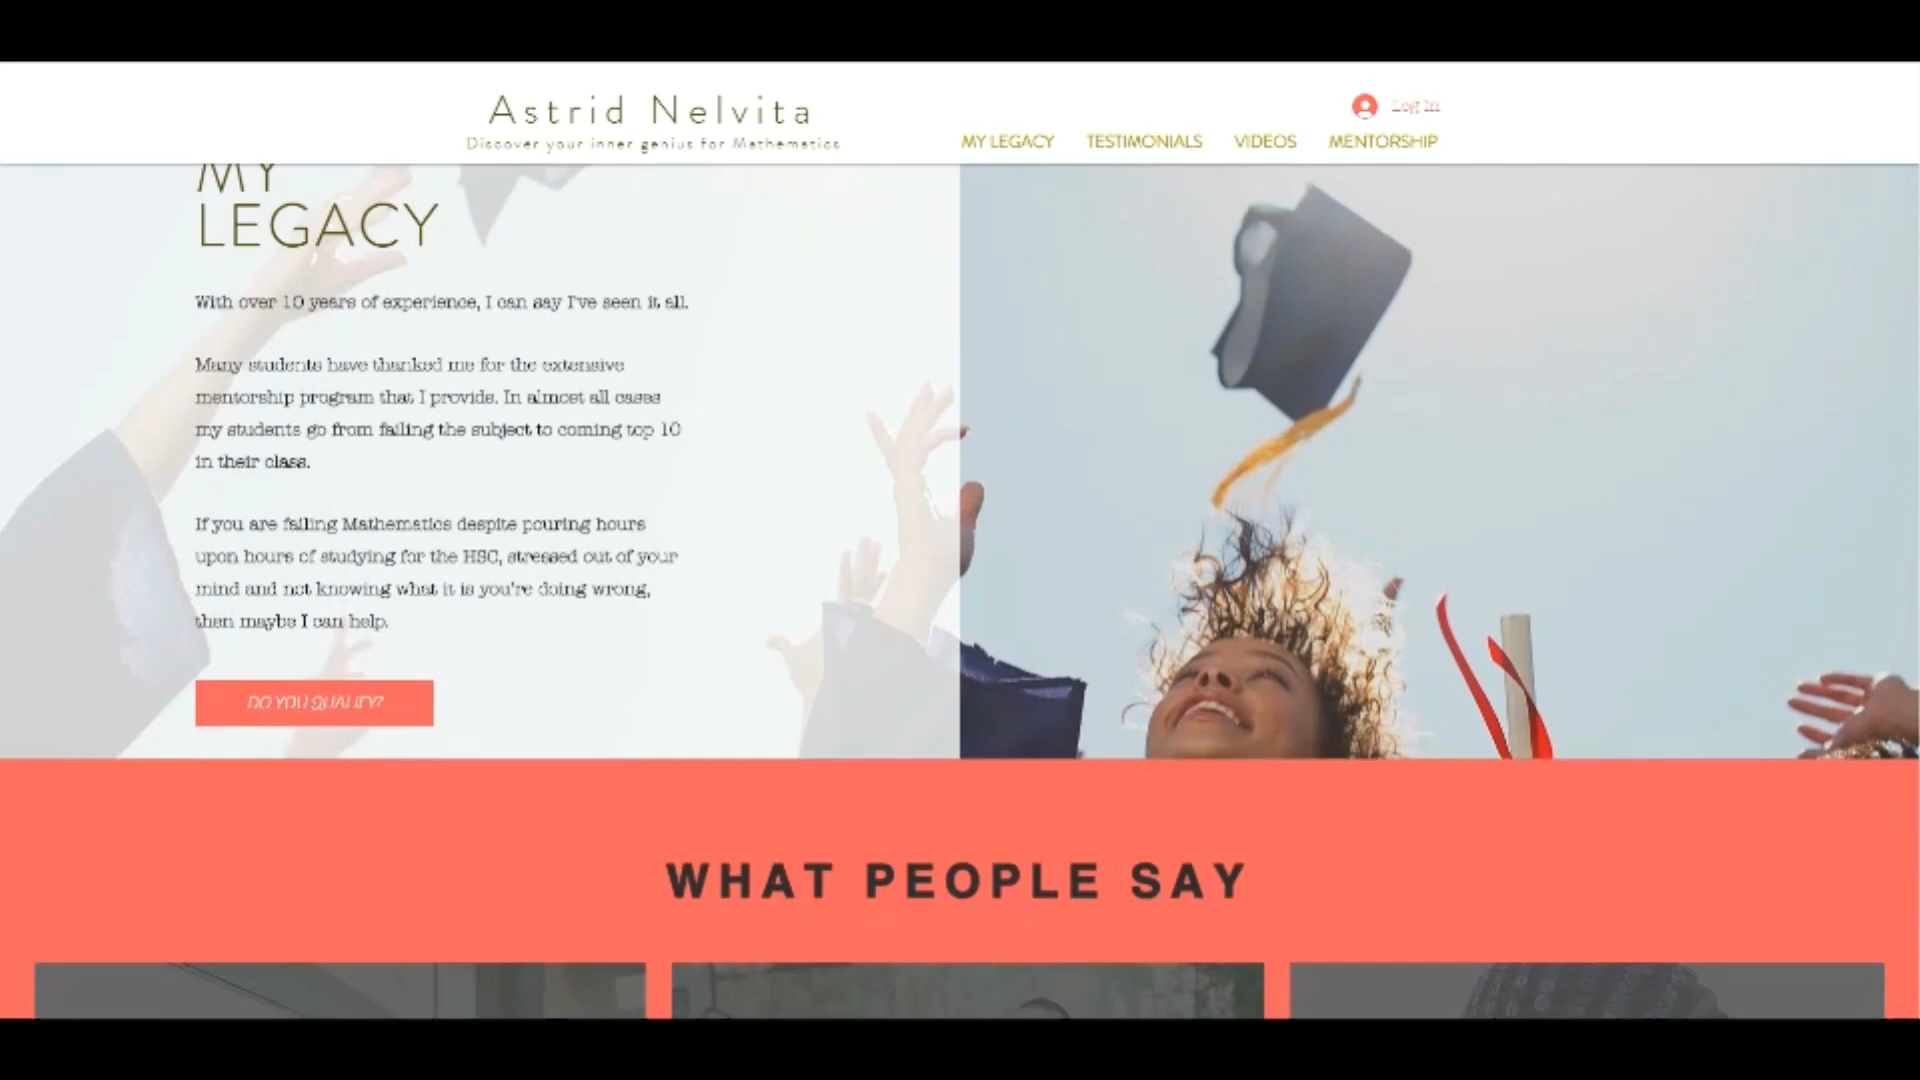 Astrid Nelvita
Discover your inner genius for Mathematics
Log In
MY LEGACY TESTIMONIALS VIDEOS MENTORSHIP
MY
LEGACY
With over 10 years of experience, I can say I've seen it all.
Many students have thanked me for the extensive
mentorship program that I provide. In almost all cases
my students go from failing the subject to coming top 10
in their class.
If you are failing Mathematics despite pouring hours
upon hours of studying for the HSC, stressed out of your
mind and not knowing what it is you're doing wrong,
then maybe I can help.
DO YOU QUALIFY?
WHAT PEOPLE SAY